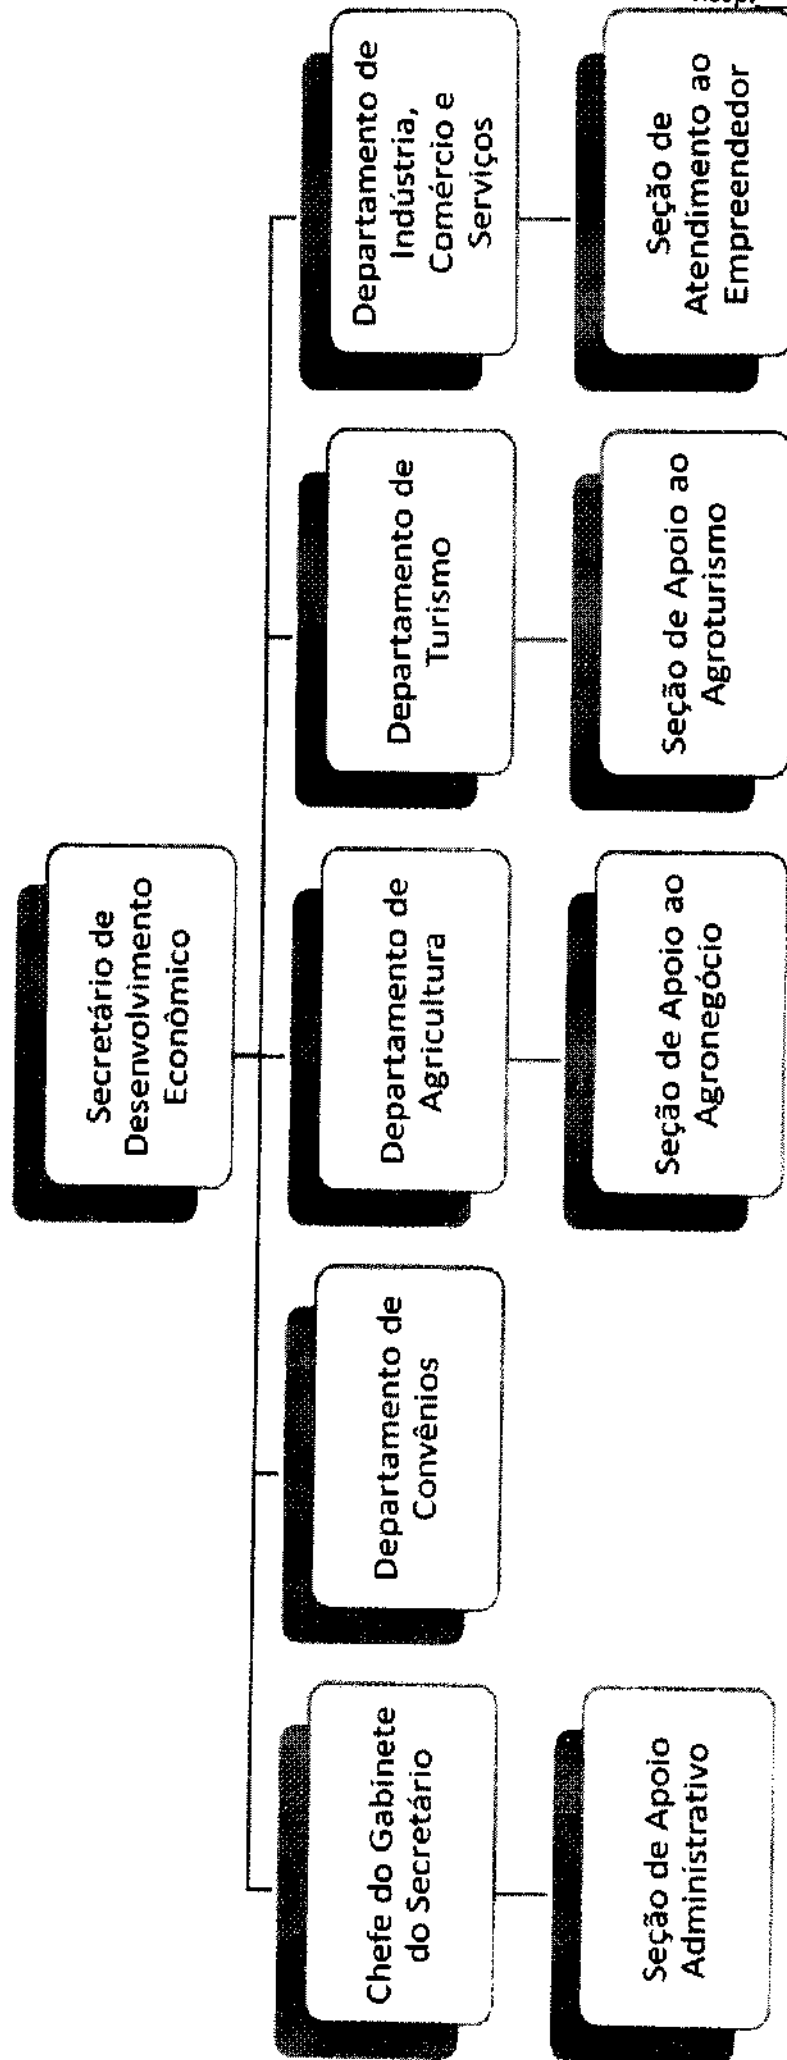 Secretário de
Desenvolvimento
Econômico
Chefe do Gabinete
do Secretário
Departamento de
Convênios
Departamento de
Agricultura
Departamento de
Turismo
Departamento de
Indústria,
Comércio e
Serviços
Seção de Apoio
Administrativo
Seção de Apoio ao
Agronegócio
Seção de Apoio ao
Agroturismo
Seção de
Atendimento ao
Empreendedor